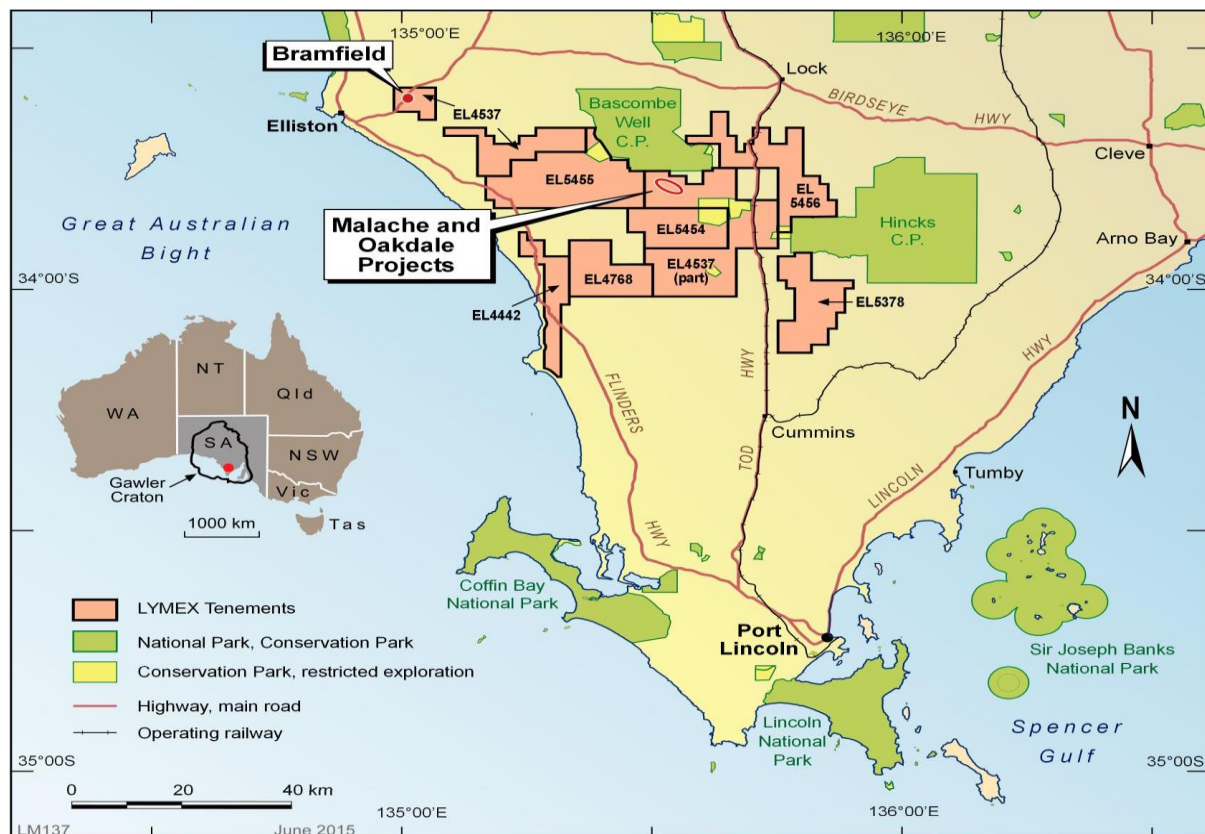 135°00'E
136°00'E
Bramfield
Lock
BIRDSEYE
HWY
EL4537
Bascombe
Well
C.P.
Elliston
Cleve
EL5455
EL
5456
Great Australian
Bight
Malache and
Oakdale
Projects
EL5454
Hincks
C.P.
Arno Bay
34°00'S
EL4768
EL4537
(part)
34°00'S
EL4442
EL5378
HWY
HWY
FLINDERS
NT
Qld
WA
SA
NSW
Gawler
Craton
Vic
Tas
1000 km
Cummins
N
TOD
LINCOLN
Tumby
HWY
Coffin Bay
National Park
LYMEX Tenements
National Park, Conservation Park
Conservation Park, restricted exploration
Highway, main road
Operating railway
Port
Lincoln
Sir Joseph Banks
National Park
Lincoln
National
Park
Spencer
Gulf
35°00'S
35°00'S
0 20 40 km
135°00'E
136°00'E
LM137
June 2015